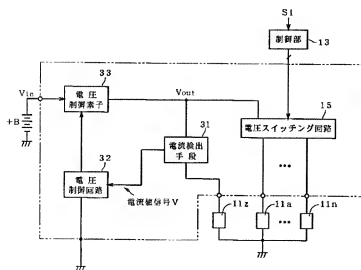 Si
制御部
13
33
Vin
電圧
制御素子
Vout
+B
31
15
電流検出
手段
電圧スイッチング回路
32
電圧
制御回路
電流値信号V
11z
11a
11n